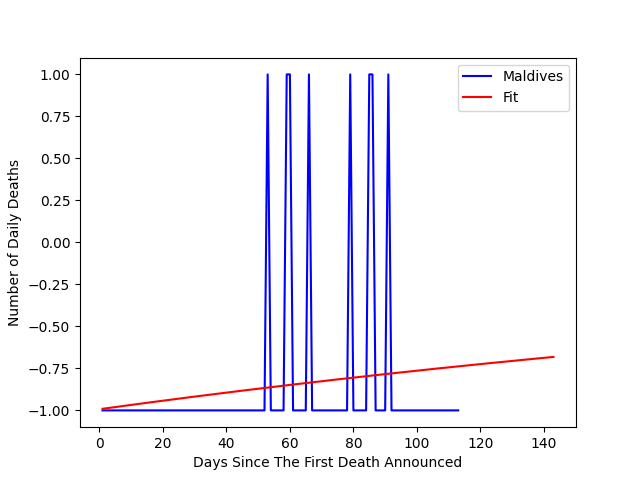 Maldives
Fit
1.00
0.75
0.50
0.25
0.00
−0.25
−0.50
−0.75
−1.00
Number of Daily Deaths
0 20 40 60 80 100 120 140
Days Since The First Death Announced